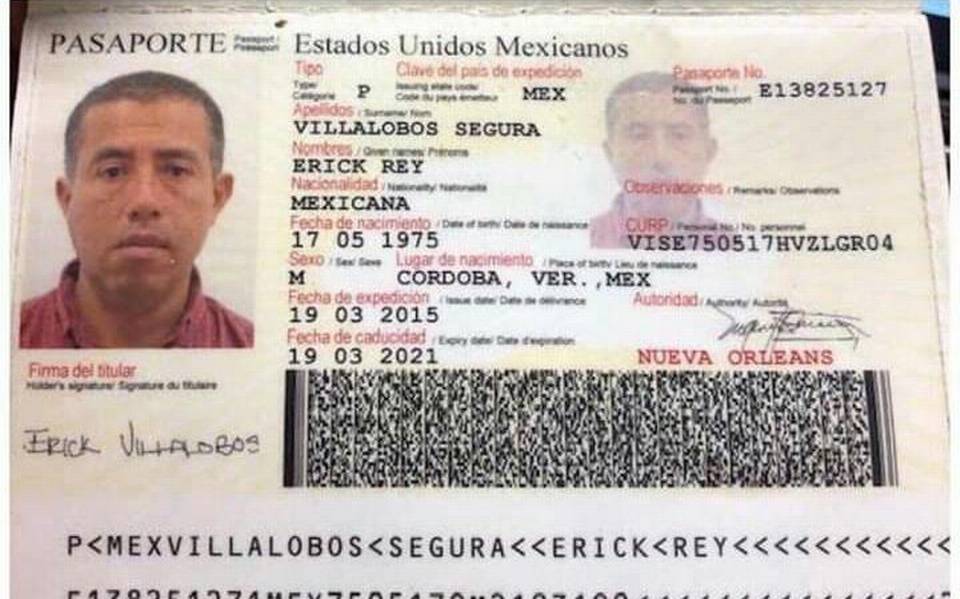 PASAPORTE Passport / Passeport
Estados Unidos Mexicanos
Tipo Clave del país de expedición Pasaporte No.
Type/ Catégorie P Issuing state code/ Code du pays émetteur MEX Passport No./ No. du Passeport E13825127
Apellidos / Surname/ Nom
VILLALOBOS SEGURA
Nombres / Given names/ Prénoms
ERICK REY
Nacionalidad / Nationality/ Nationalité Observaciones / Remarks/ Observations
MEXICANA
Fecha de nacimiento / Date of birth/ Date de naissance CURP / Personal No./ No. personnel
17 05 1975 VISE750517HVZLGR04
Sexo / Sex/ Sexe Lugar de nacimiento / Place of birth/ Lieu de naissance
M CORDOBA, VER.,MEX
Fecha de expedición / Issue date/ Date de délivrance Autoridad / Authority/ Autorité
19 03 2015
Fecha de caducidad / Expiry date/ Date d'expiration
19 03 2021 NUEVA ORLEANS
Firma del titular
Holder's signature/ Signature du titulaire
ERICK VILLALOBOS
P<MEXVILLALOBOS<SEGURA<<ERICK<REY<<<<<<<<<<<